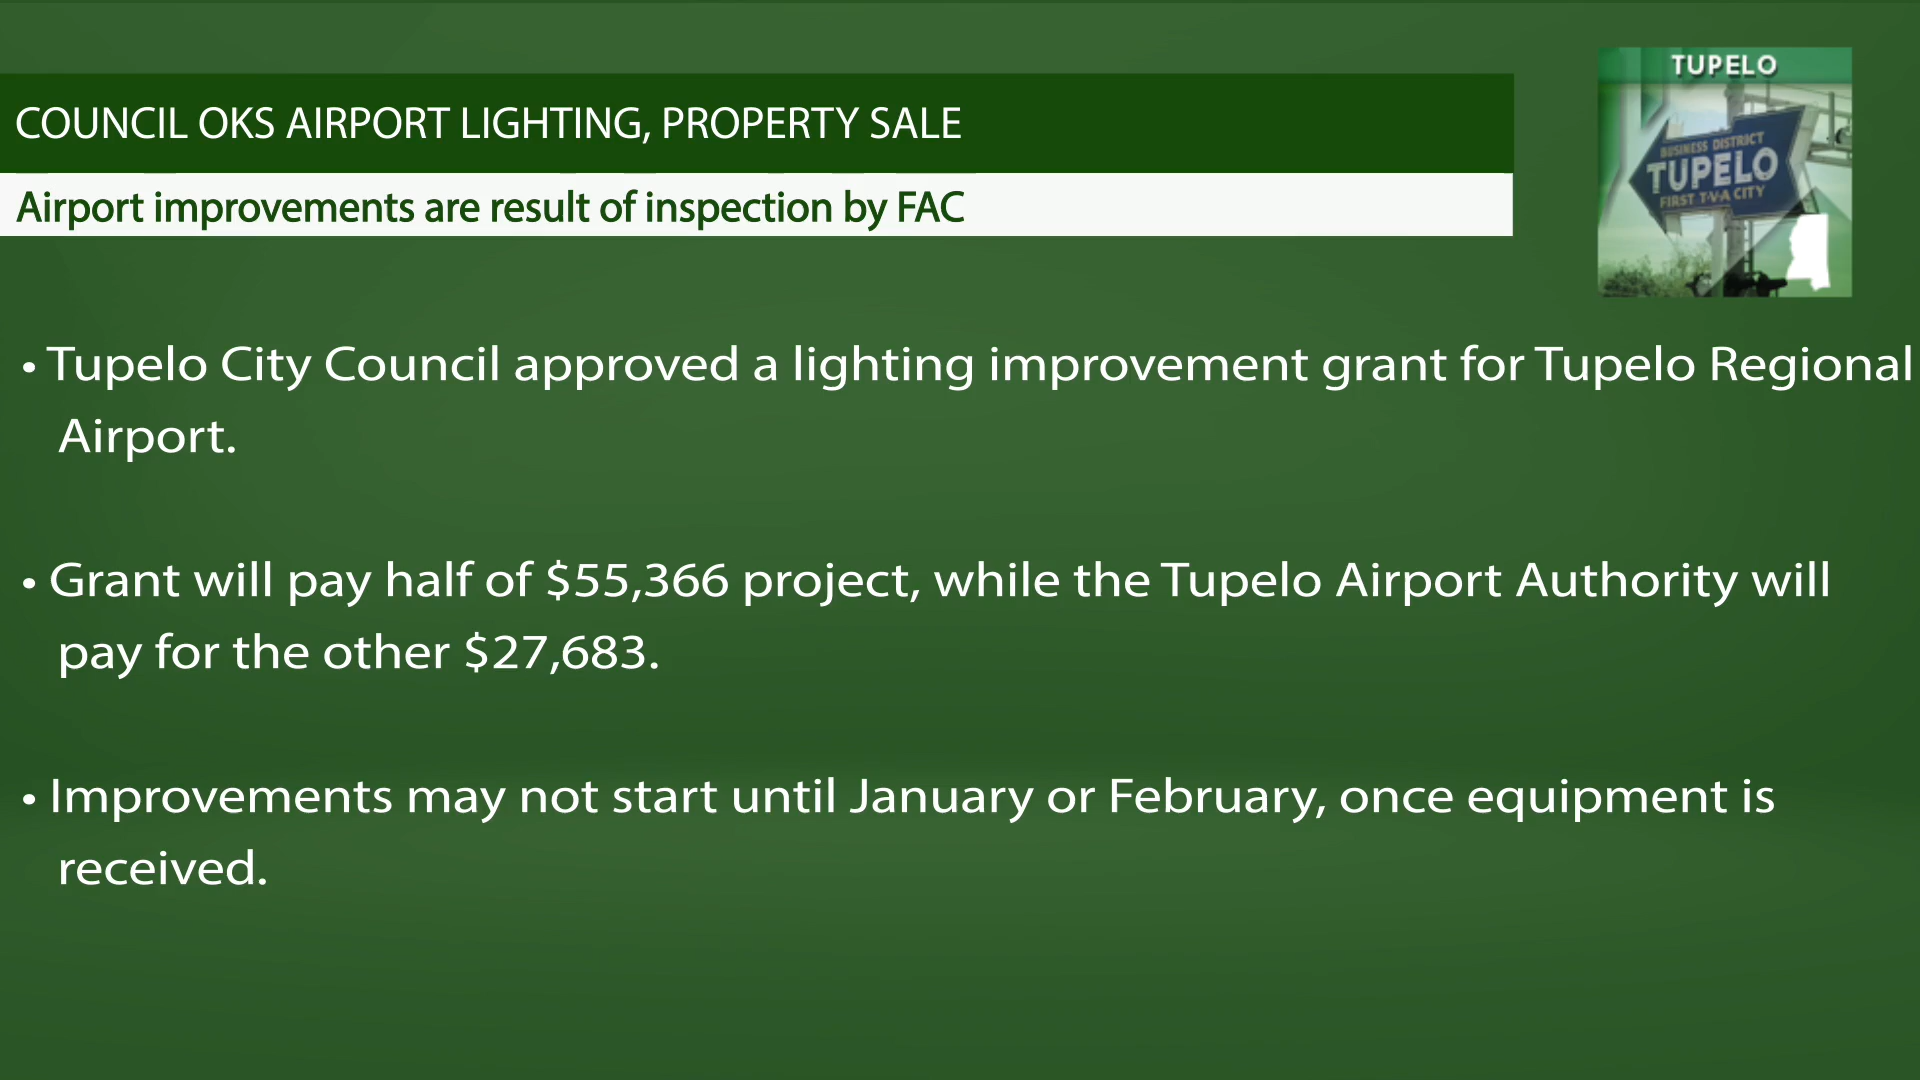 TUPELO
COUNCIL OKS AIRPORT LIGHTING, PROPERTY SALE
BUSINESS DISTRICT
TUPELO
FIRST TVA CITY
Airport improvements are result of inspection by FAC
• Tupelo City Council approved a lighting improvement grant for Tupelo Regional
Airport.
• Grant will pay half of $55,366 project, while the Tupelo Airport Authority will
pay for the other $27,683.
• Improvements may not start until January or February, once equipment is
received.